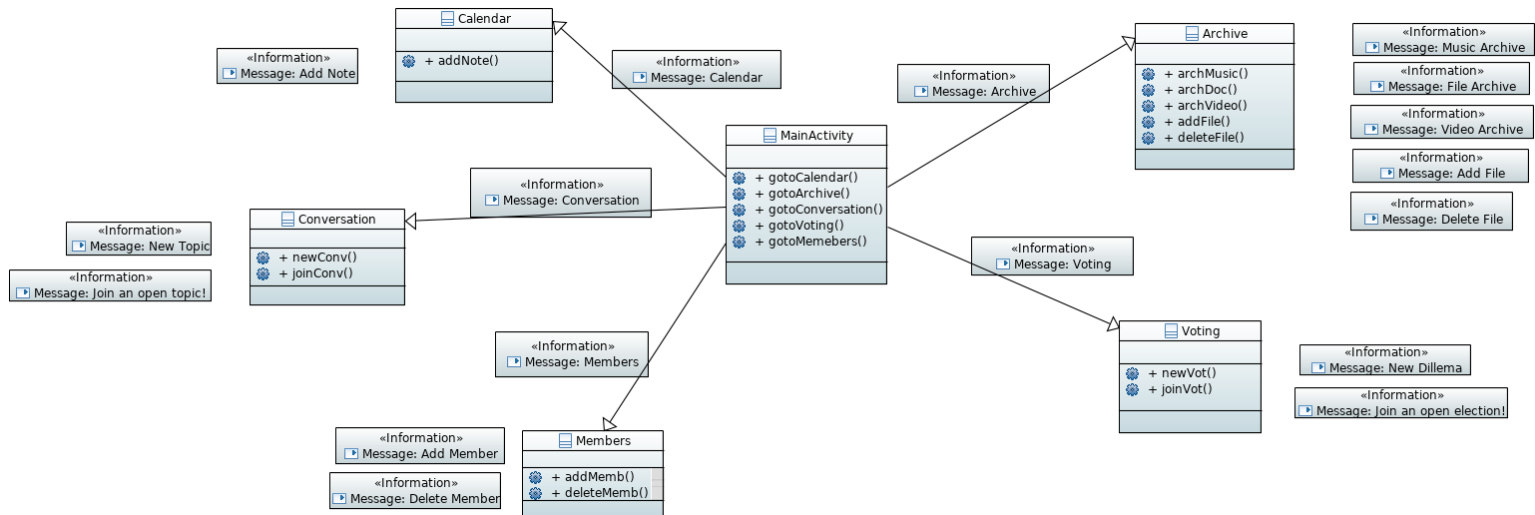 Calendar
+ addNote()
«Information»
Message: Add Note
«Information»
Message: Calendar
«Information»
Message: Archive
Archive
+ archMusic()
+ archDoc()
+ archVideo()
+ addFile()
+ deleteFile()
«Information»
Message: Music Archive
«Information»
Message: File Archive
«Information»
Message: Video Archive
«Information»
Message: Add File
«Information»
Message: Delete File
MainActivity
+ gotoCalendar()
+ gotoArchive()
+ gotoConversation()
+ gotoVoting()
+ gotoMemebers()
«Information»
Message: Conversation
Conversation
+ newConv()
+ joinConv()
«Information»
Message: New Topic
«Information»
Message: Join an open topic!
«Information»
Message: Voting
Voting
+ newVot()
+ joinVot()
«Information»
Message: New Dillema
«Information»
Message: Join an open election!
«Information»
Message: Members
Members
+ addMemb()
+ deleteMemb()
«Information»
Message: Add Member
«Information»
Message: Delete Member